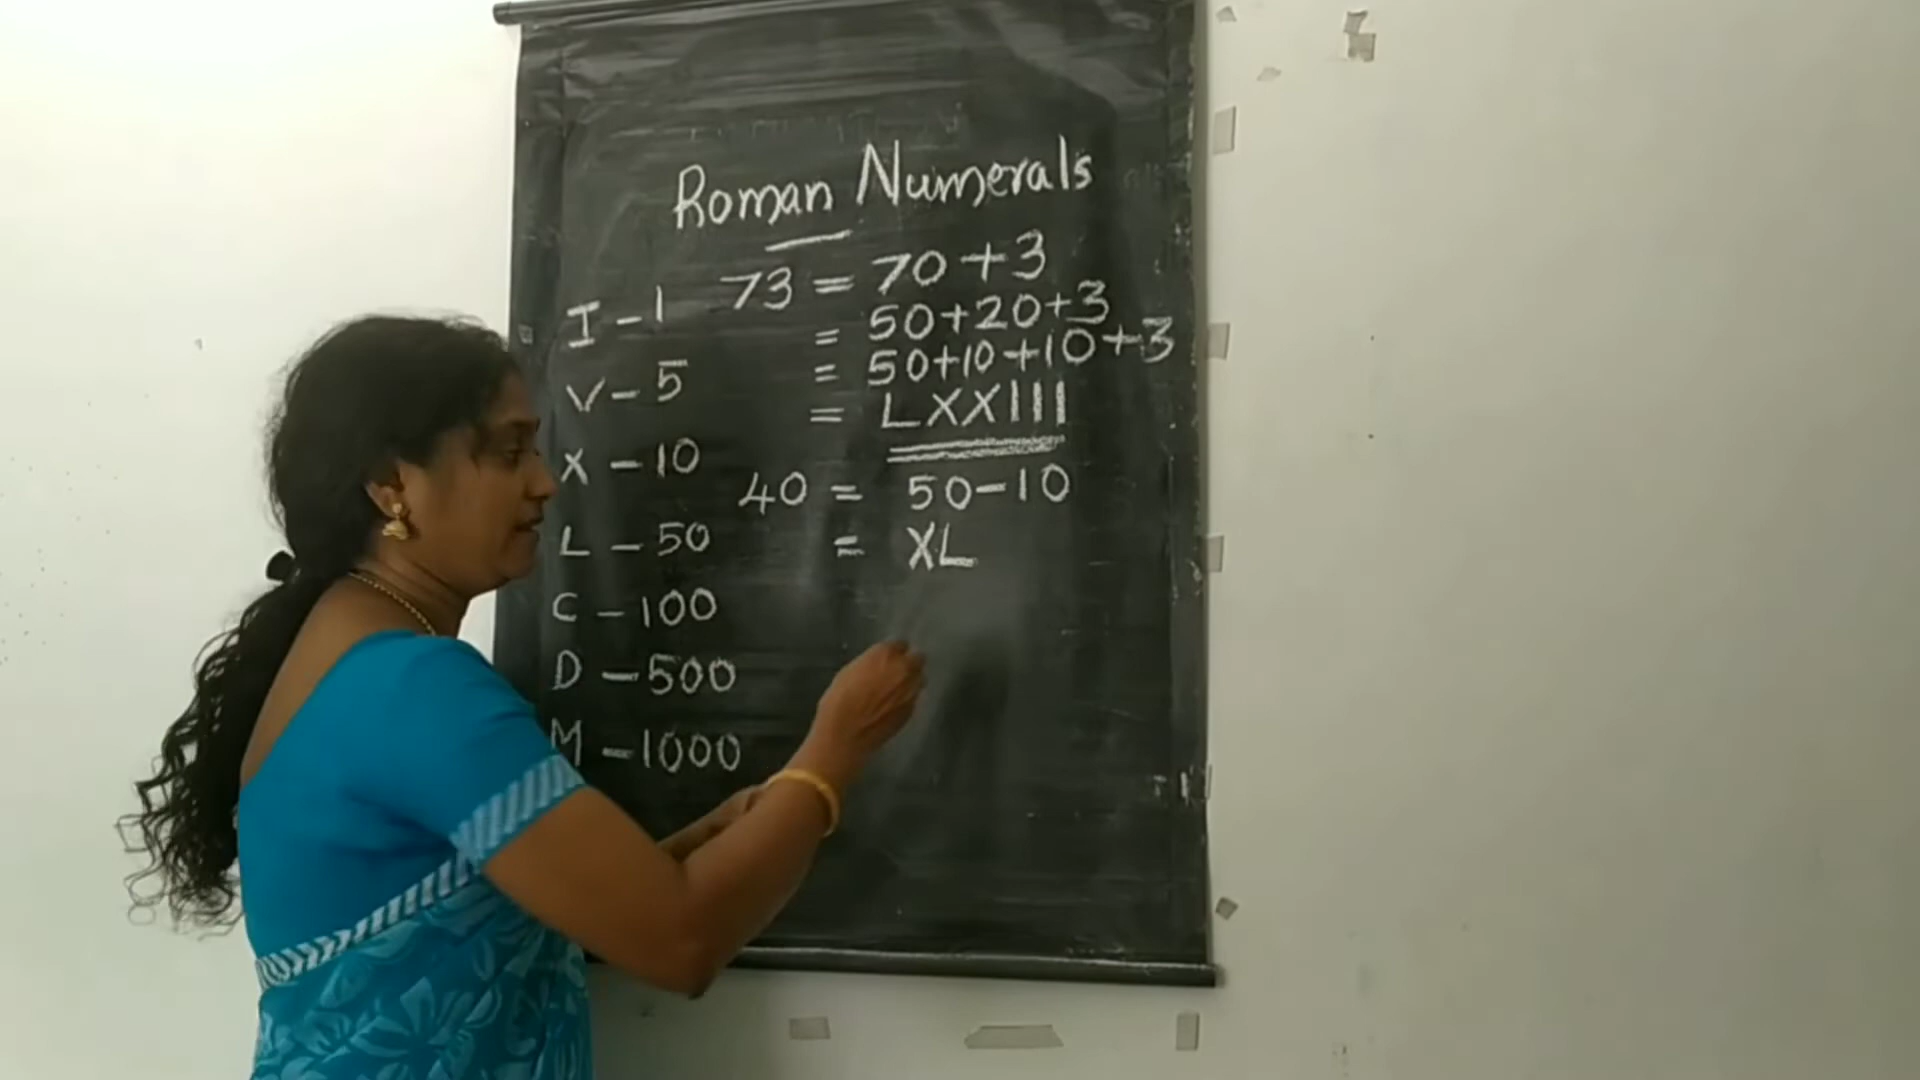 Roman Numerals
I - 1
V - 5
X - 10
L - 50
C - 100
D - 500
M - 1000
73 = 70 + 3
= 50+20+3
= 50+10+10+3
= LXXIII
40 = 50-10
= XL